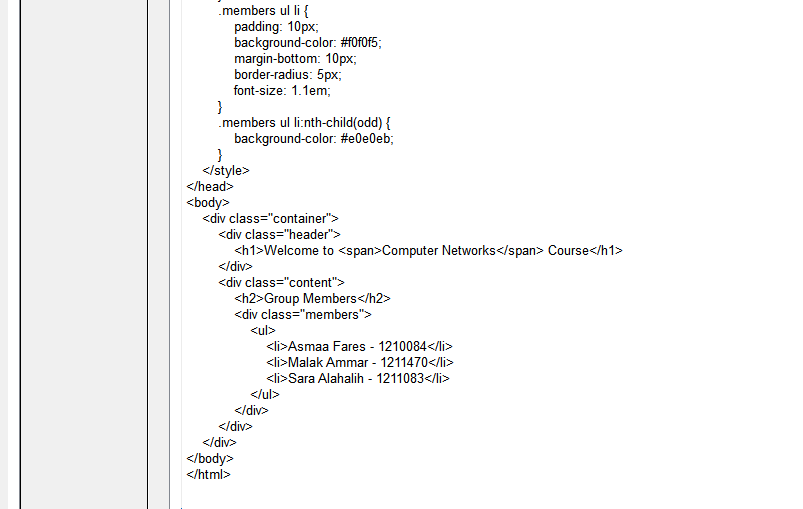 .members ul li {
padding: 10px;
background-color: #f0f0f5;
margin-bottom: 10px;
border-radius: 5px;
font-size: 1.1em;
}
.members ul li:nth-child(odd) {
background-color: #e0e0eb;
}
</style>
</head>
<body>
<div class="container">
<div class="header">
<h1>Welcome to <span>Computer Networks</span> Course</h1>
</div>
<div class="content">
<h2>Group Members</h2>
<div class="members">
<ul>
<li>Asmaa Fares - 1210084</li>
<li>Malak Ammar - 1211470</li>
<li>Sara Alahalih - 1211083</li>
</ul>
</div>
</div>
</div>
</body>
</html>